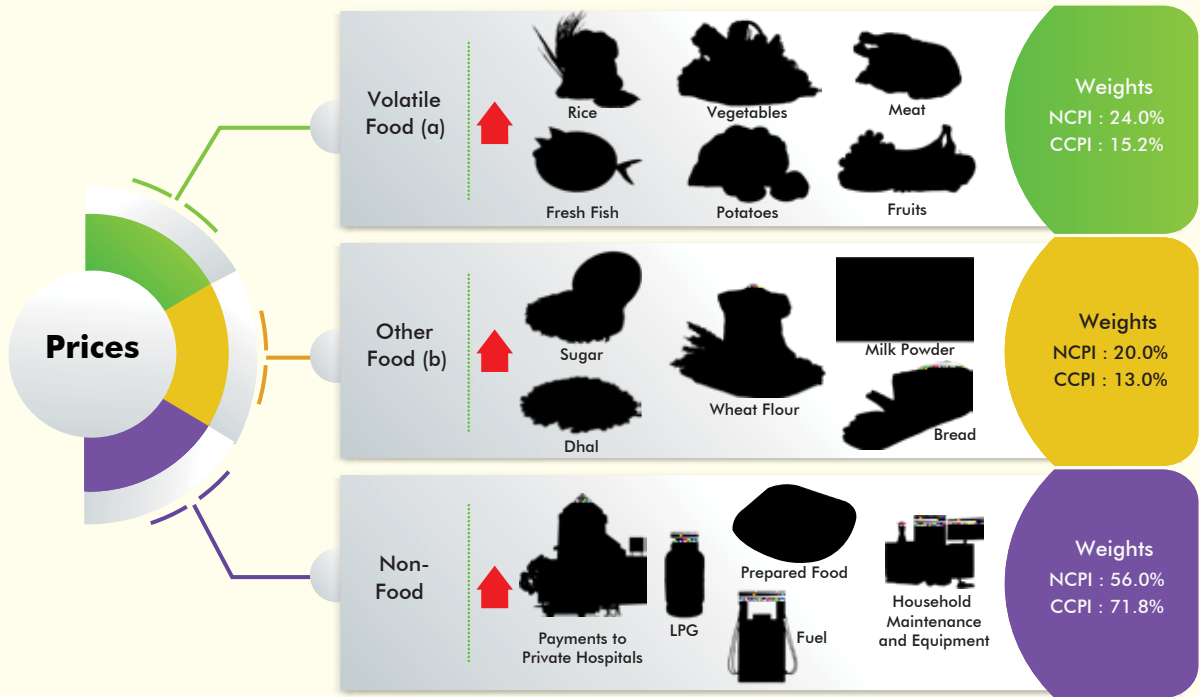 Prices
Volatile
Food (a)
Rice
Vegetables
Meat
Fresh Fish
Potatoes
Fruits
Weights
NCPI : 24.0%
CCPI : 15.2%
Other
Food (b)
Sugar
Wheat Flour
Milk Powder
Dhal
Bread
Weights
NCPI : 20.0%
CCPI : 13.0%
Non-
Food
Payments to
Private Hospitals
LPG
Prepared Food
Fuel
Household
Maintenance
and Equipment
Weights
NCPI : 56.0%
CCPI : 71.8%